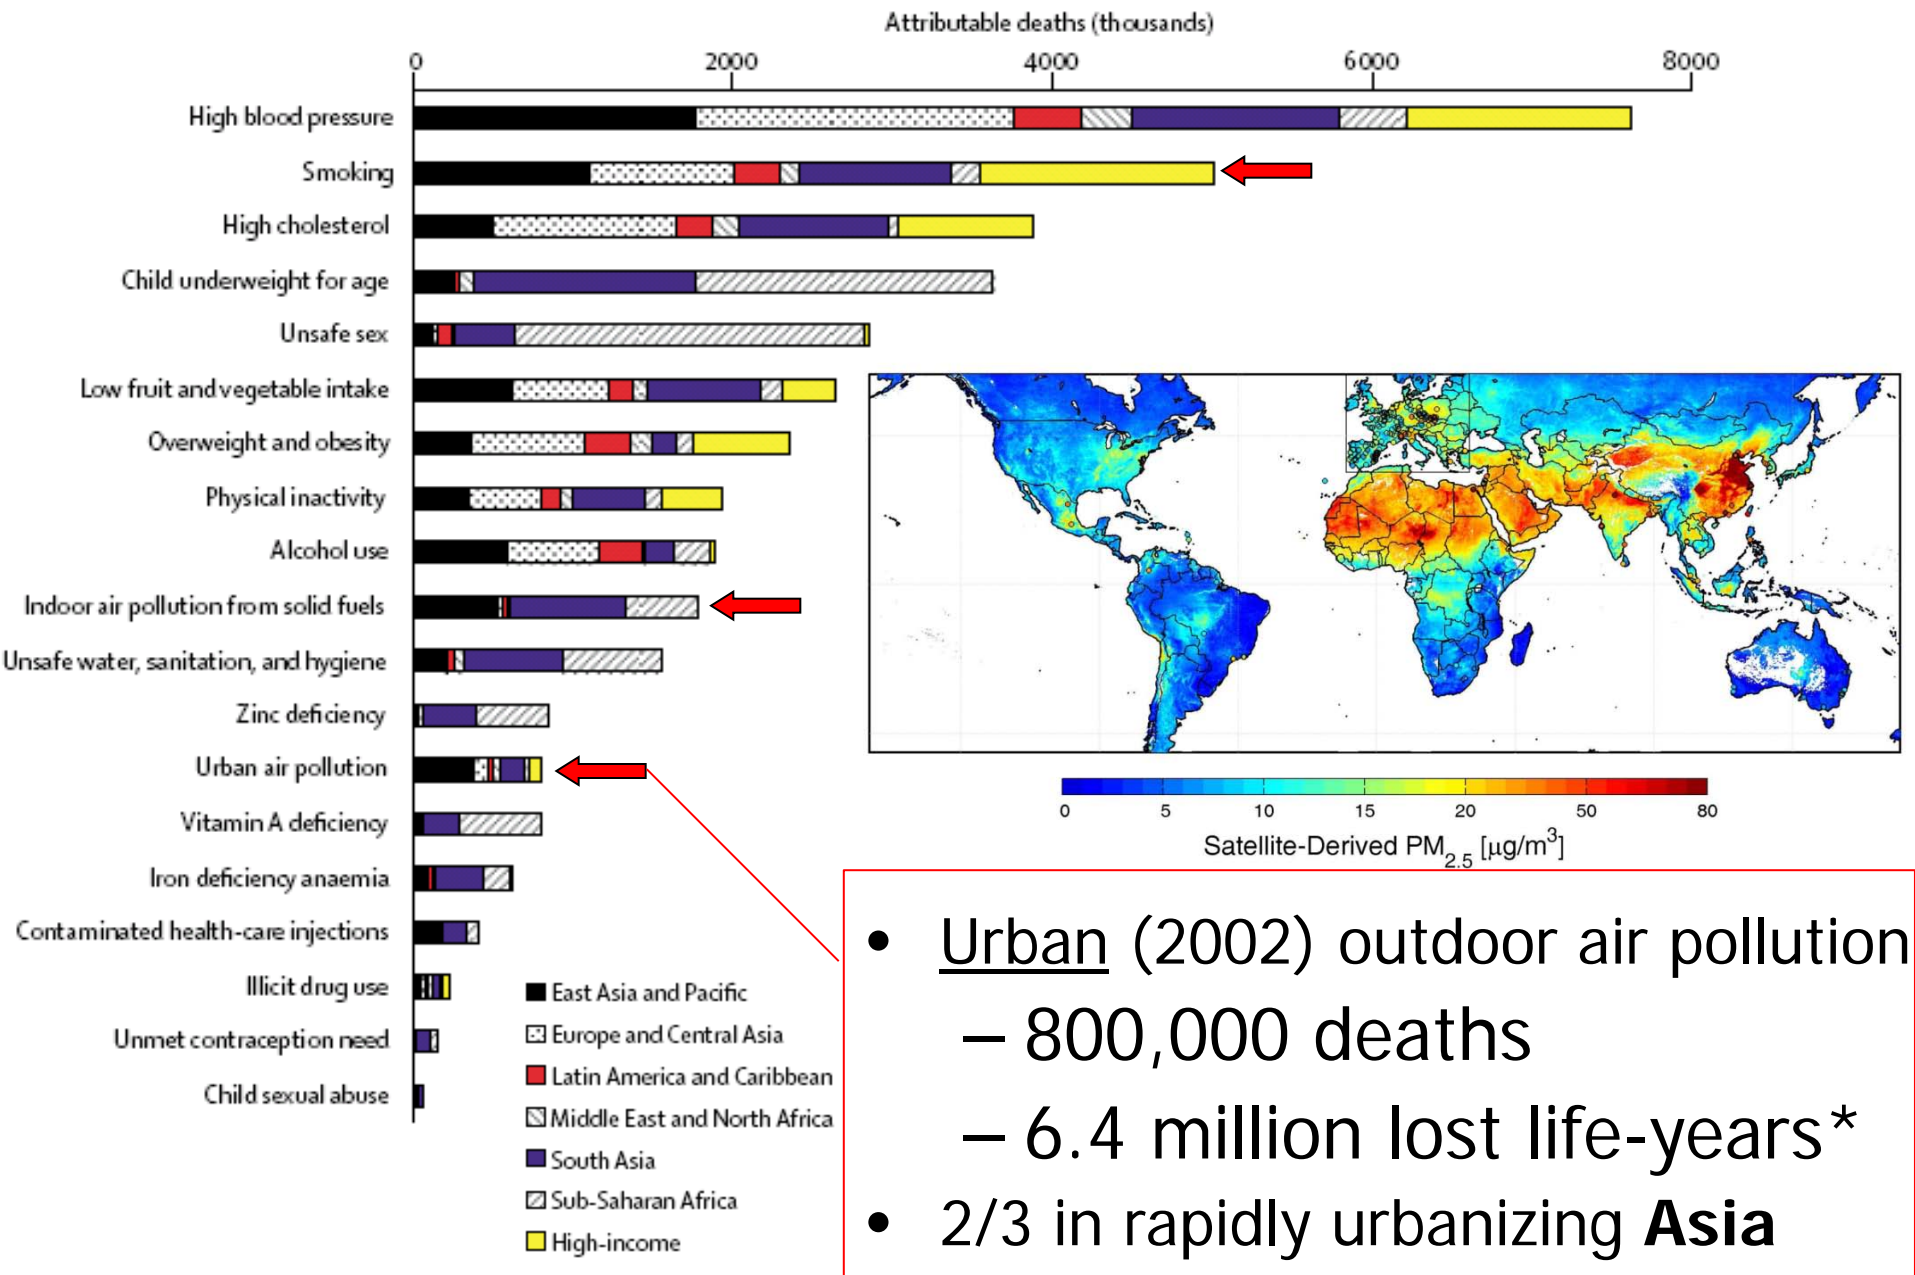 Attributable deaths (thousands)
0 2000 4000 6000 8000
High blood pressure
Smoking
High cholesterol
Child underweight for age
Unsafe sex
Low fruit and vegetable intake
Overweight and obesity
Physical inactivity
Alcohol use
Indoor air pollution from solid fuels
Unsafe water, sanitation, and hygiene
Zinc deficiency
Urban air pollution
Vitamin A deficiency
Iron deficiency anaemia
Contaminated health-care injections
Illicit drug use
Unmet contraception need
Child sexual abuse
East Asia and Pacific
Europe and Central Asia
Latin America and Caribbean
Middle East and North Africa
South Asia
Sub-Saharan Africa
High-income
0 5 10 15 20 50 80
Satellite-Derived PM2.5 [μg/m3]
• Urban (2002) outdoor air pollution
– 800,000 deaths
– 6.4 million lost life-years*
• 2/3 in rapidly urbanizing Asia